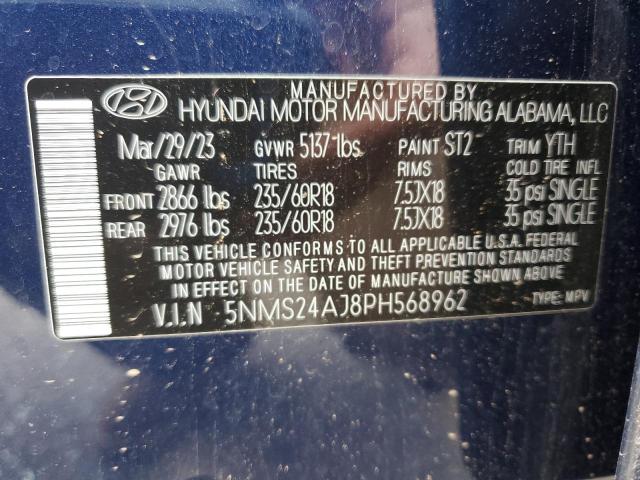 MANUFACTURED BY
HYUNDAI MOTOR MANUFACTURING ALABAMA, LLC
Mar/29/23 GVWR 5137 lbs PAINT ST2 TRIM YTH
GAWR TIRES RIMS COLD TIRE INFL
FRONT 2866 lbs 235/60R18 7.5JX18 35 psi SINGLE
REAR 2976 lbs 235/60R18 7.5JX18 35 psi SINGLE
THIS VEHICLE CONFORMS TO ALL APPLICABLE U.S.A. FEDERAL
MOTOR VEHICLE SAFETY AND THEFT PREVENTION STANDARDS
IN EFFECT ON THE DATE OF MANUFACTURE SHOWN ABOVE.
V.I.N 5NMS24AJ8PH568962 TYPE: MPV